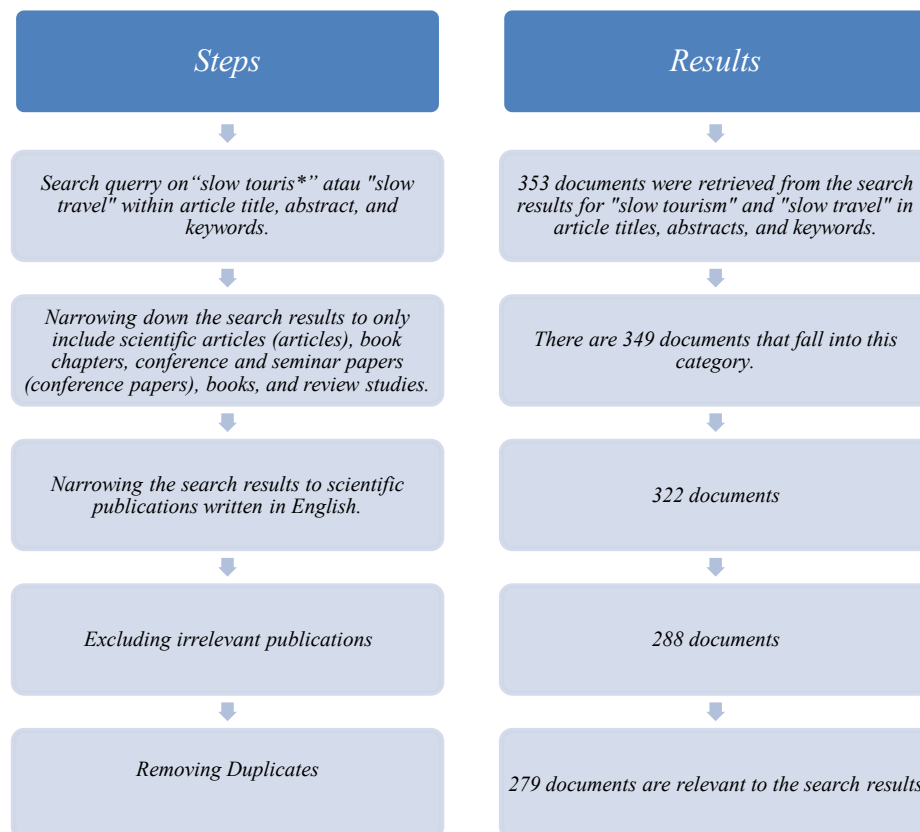 Steps
Results
Search querry on“slow touris*” atau "slow
travel" within article title, abstract, and
keywords.
353 documents were retrieved from the search
results for "slow tourism" and "slow travel" in
article titles, abstracts, and keywords.
Narrowing down the search results to only
include scientific articles (articles), book
chapters, conference and seminar papers
(conference papers), books, and review studies.
There are 349 documents that fall into this
category.
Narrowing the search results to scientific
publications written in English.
322 documents
Excluding irrelevant publications
288 documents
Removing Duplicates
279 documents are relevant to the search results